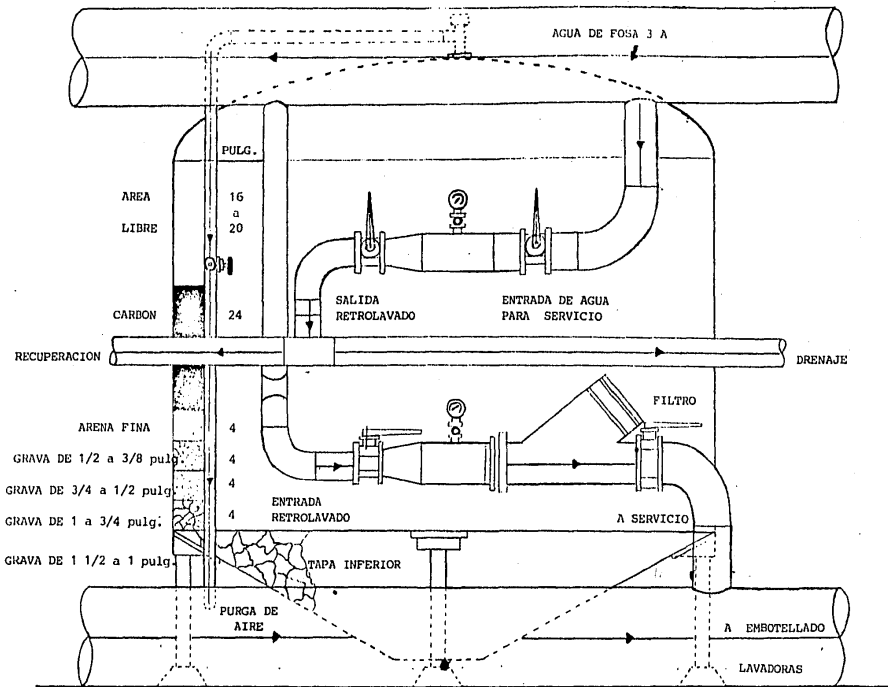 AGUA DE FOSA 3 A
PULG.
AREA 16
a
LIBRE 20
SALIDA
RETROLAVADO
ENTRADA DE AGUA
PARA SERVICIO
CARBON 24
RECUPERACION
DRENAJE
FILTRO
ARENA FINA 4
GRAVA DE 1/2 a 3/8 pulg. 4
GRAVA DE 3/4 a 1/2 pulg. 4
GRAVA DE 1 a 3/4 pulg. 4
ENTRADA
RETROLAVADO
A SERVICIO
GRAVA DE 1 1/2 a 1 pulg.
TAPA INFERIOR
PURGA DE
AIRE
A EMBOTELLADO
LAVADORAS